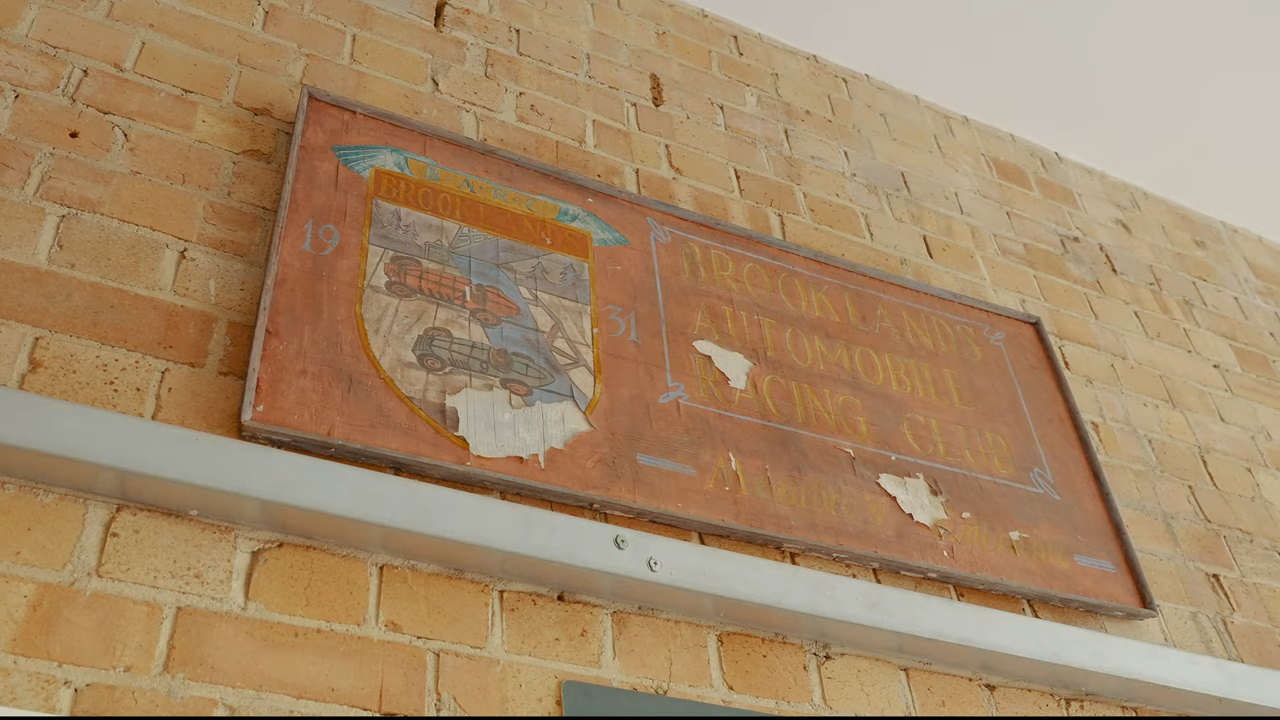 B.A.R.C
BROOKLANDS
19
31
BROOKLANDS
AUTOMOBILE
RACING CLUB